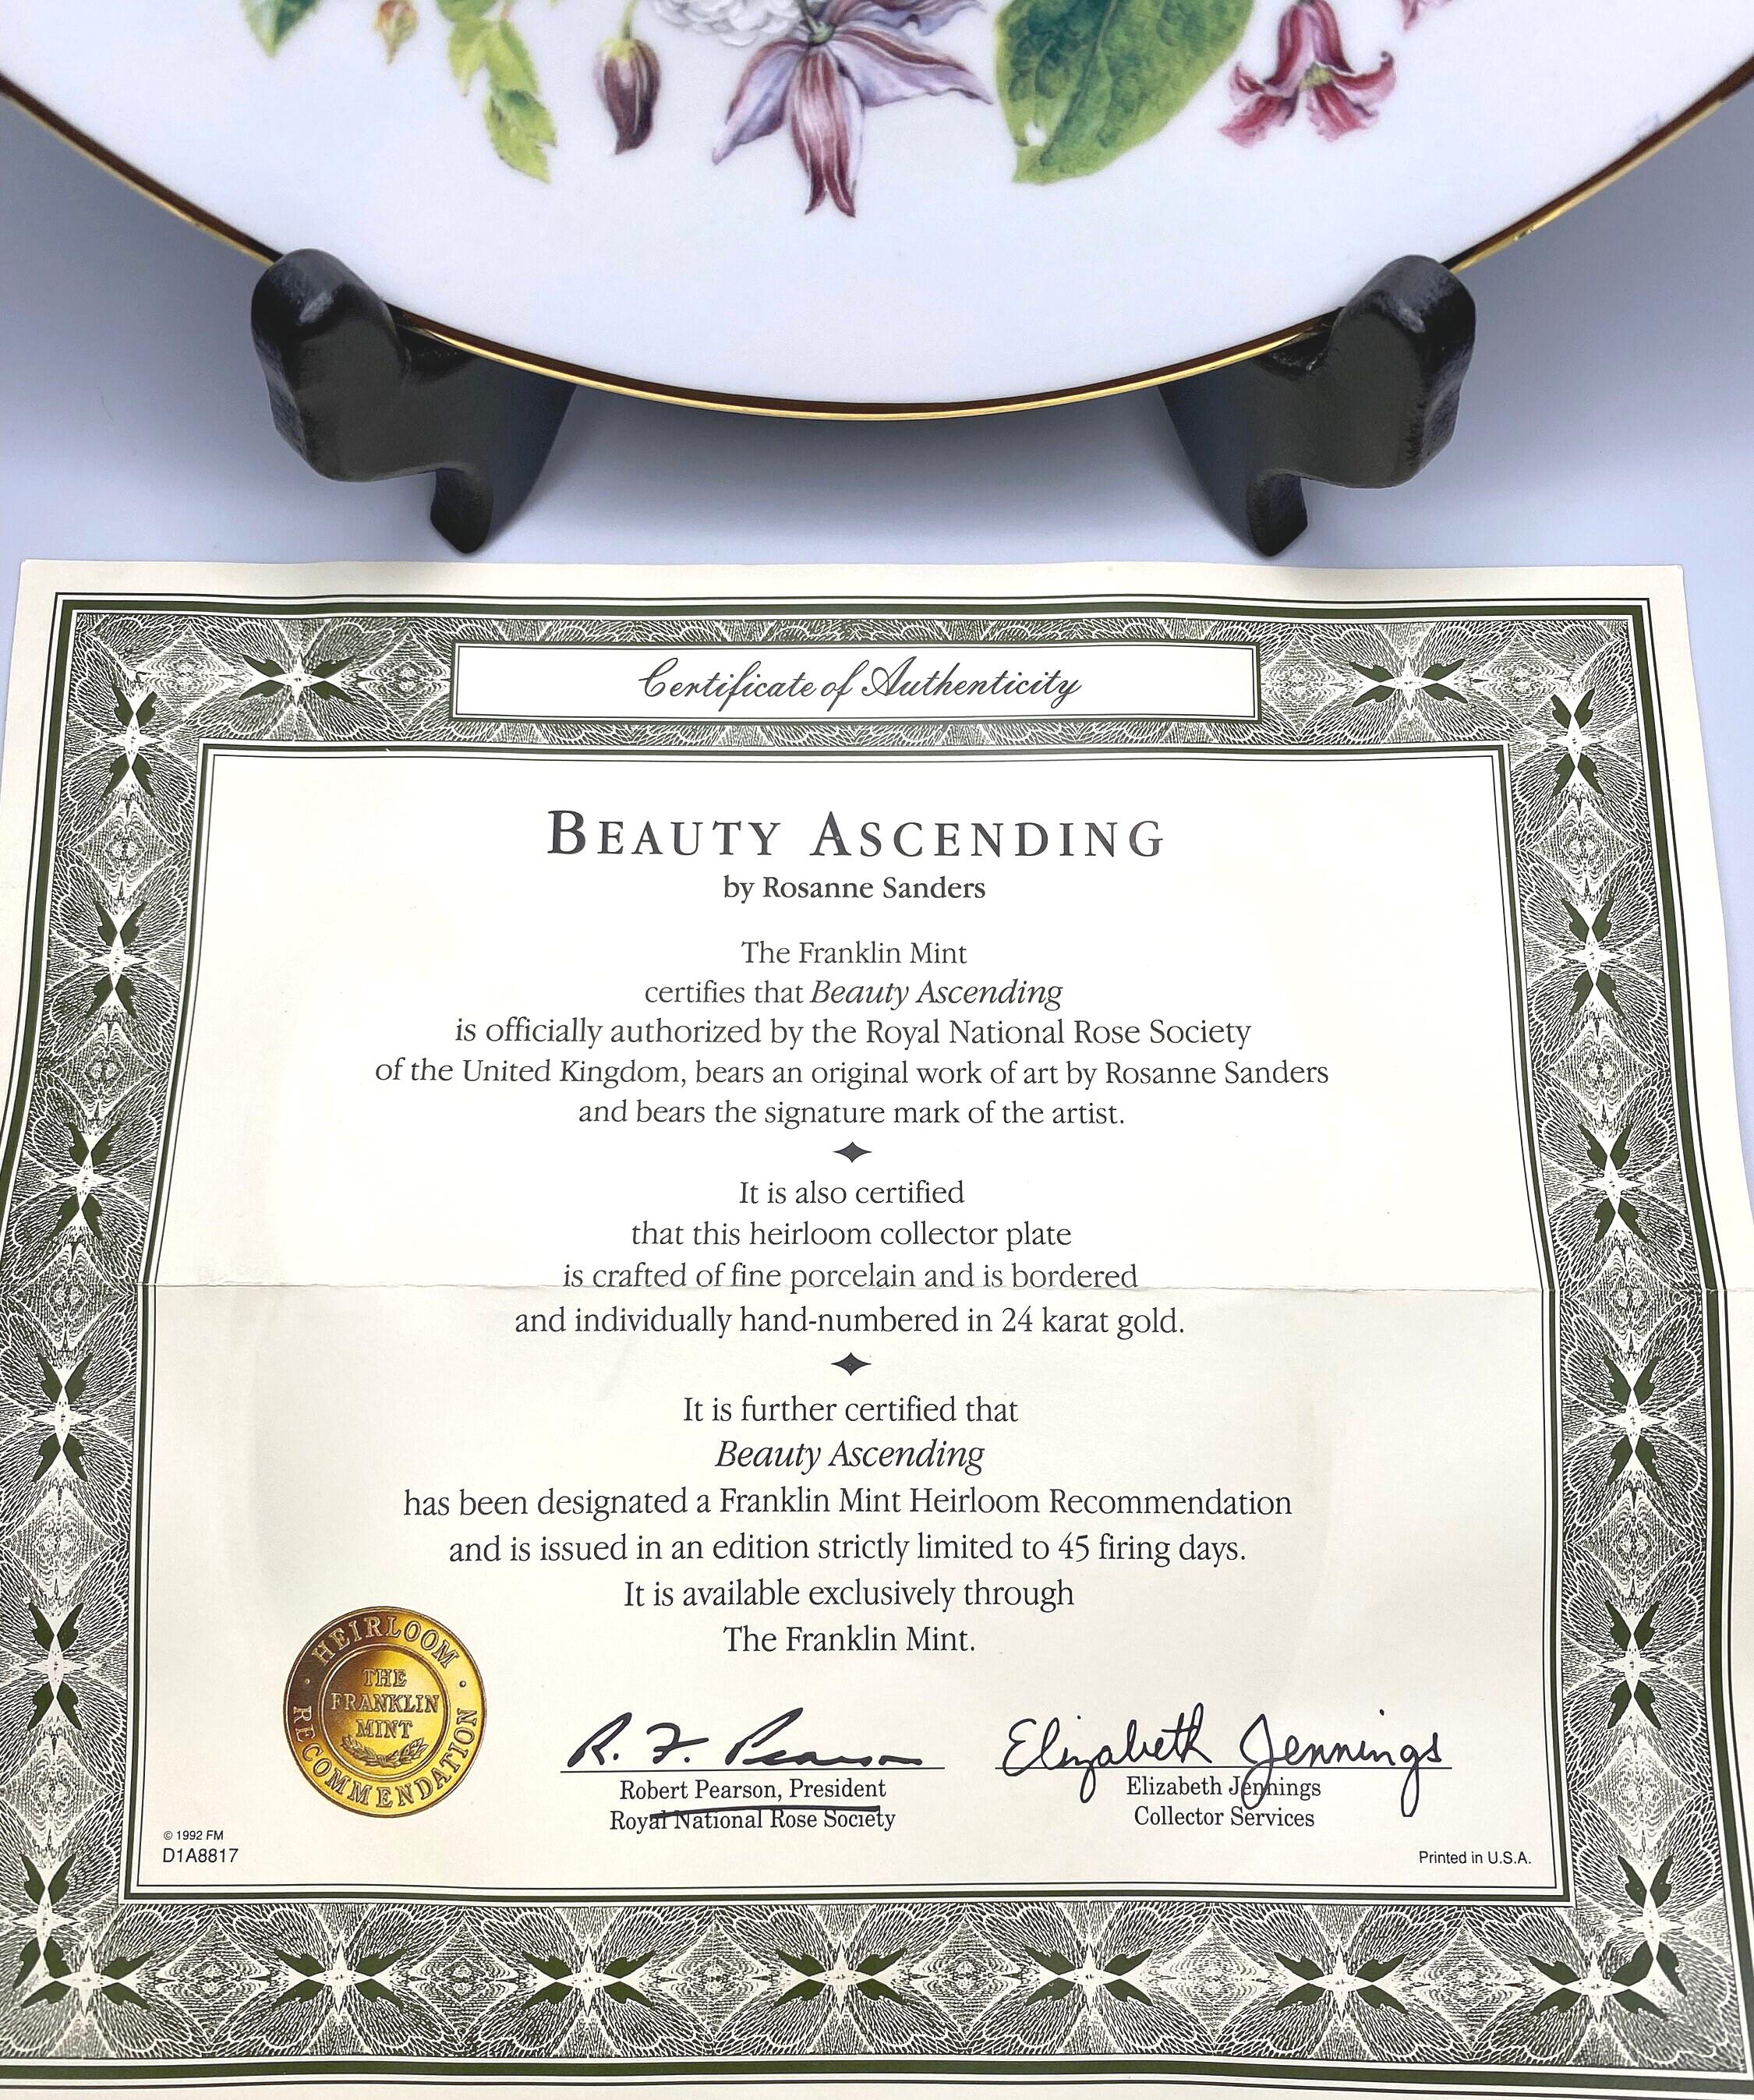 Certificate of Authenticity
BEAUTY ASCENDING
by Rosanne Sanders
The Franklin Mint
certifies that Beauty Ascending
is officially authorized by the Royal National Rose Society
of the United Kingdom, bears an original work of art by Rosanne Sanders
and bears the signature mark of the artist.
It is also certified
that this heirloom collector plate
is crafted of fine porcelain and is bordered
and individually hand-numbered in 24 karat gold.
It is further certified that
Beauty Ascending
has been designated a Franklin Mint Heirloom Recommendation
and is issued in an edition strictly limited to 45 firing days.
It is available exclusively through
The Franklin Mint.
HEIRLOOM
RECOMMENDATION
THE
FRANKLIN
MINT
R. F. Pearson
Robert Pearson, President
Royal National Rose Society
Elizabeth Jennings
Elizabeth Jennings
Collector Services
© 1992 FM
D1A8817
Printed in U.S.A.